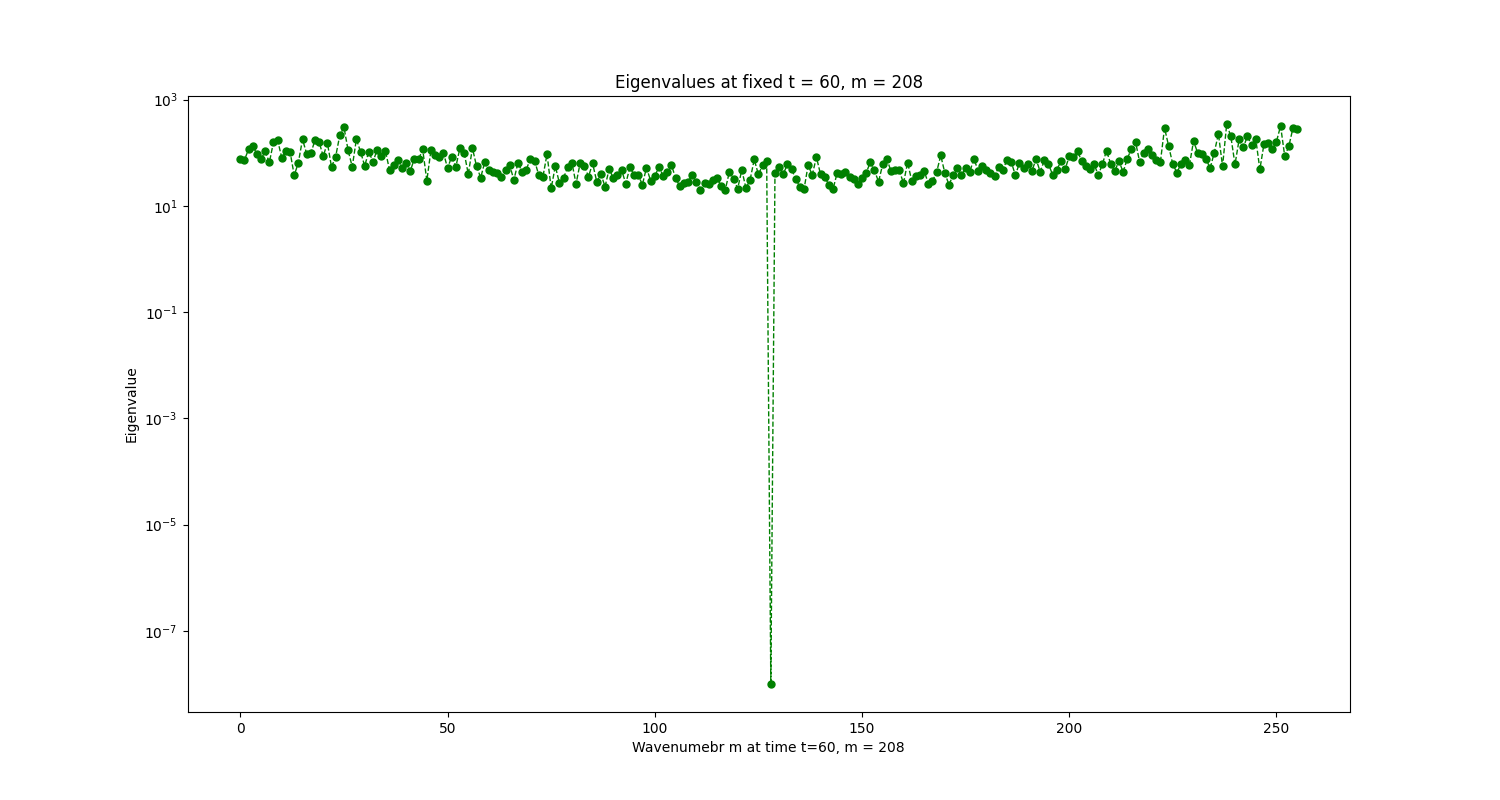 Eigenvalues at fixed t = 60, m = 208
10³
10¹
10⁻¹
10⁻³
10⁻⁵
10⁻⁷
Eigenvalue
0 50 100 150 200 250
Wavenumebr m at time t=60, m = 208